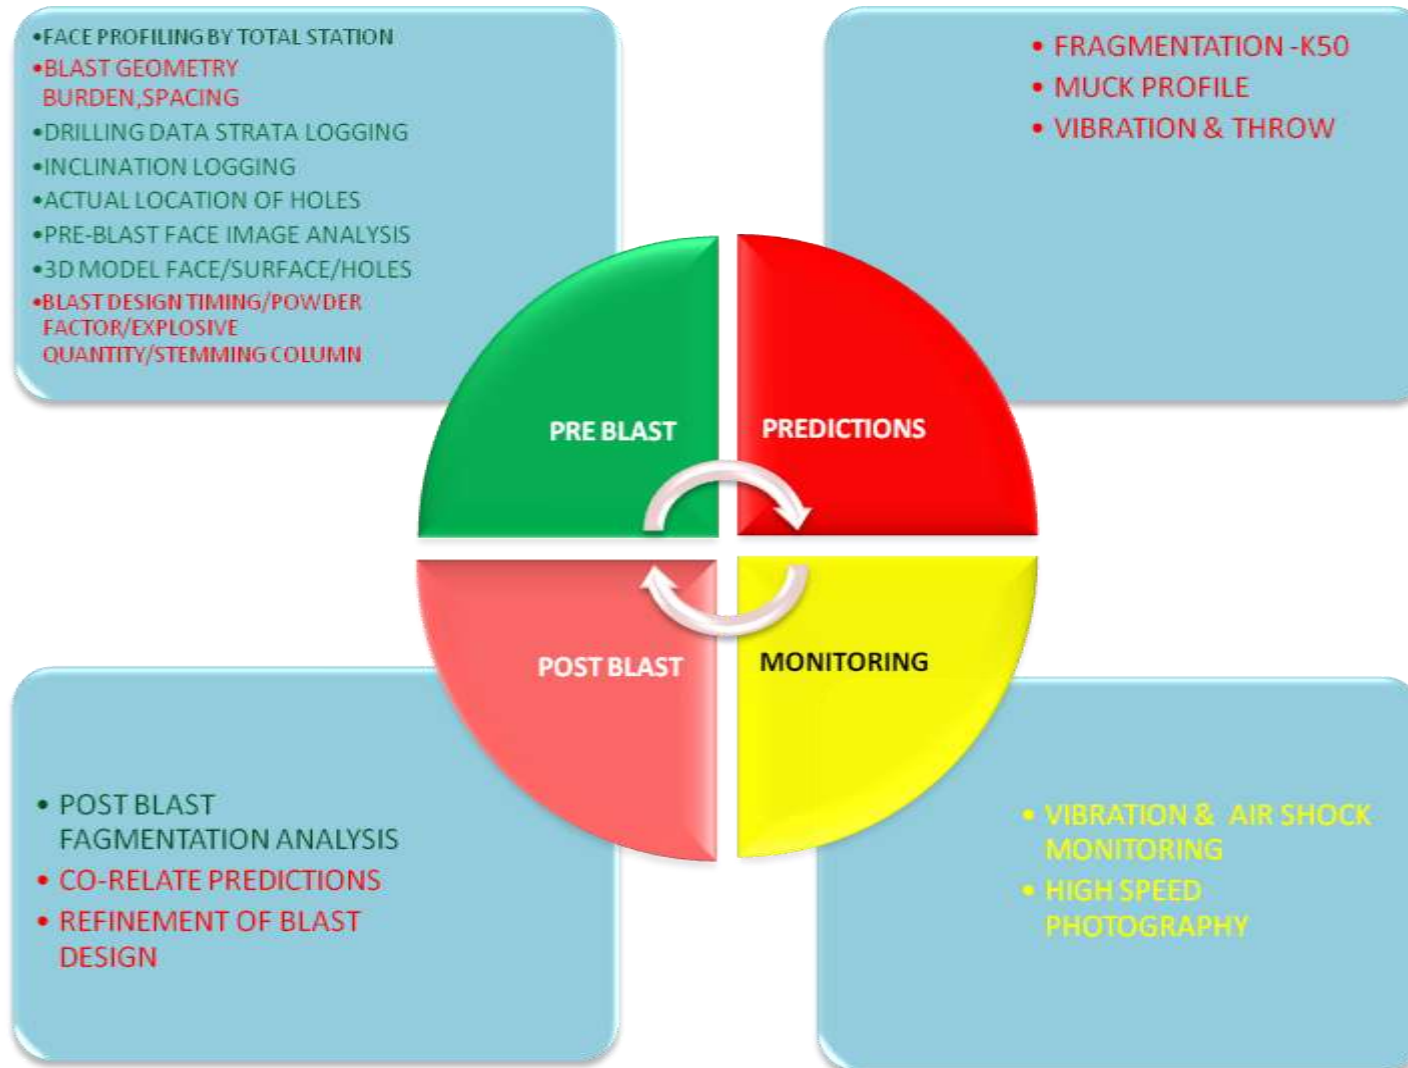 •FACE PROFILING BY TOTAL STATION
•BLAST GEOMETRY
BURDEN,SPACING
•DRILLING DATA STRATA LOGGING
•INCLINATION LOGGING
•ACTUAL LOCATION OF HOLES
•PRE-BLAST FACE IMAGE ANALYSIS
•3D MODEL FACE/SURFACE/HOLES
•BLAST DESIGN TIMING/POWDER
FACTOR/EXPLOSIVE
QUANTITY/STEMMING COLUMN
• FRAGMENTATION -K50
• MUCK PROFILE
• VIBRATION & THROW
PRE BLAST
PREDICTIONS
POST BLAST
MONITORING
• POST BLAST
FAGMENTATION ANALYSIS
• CO-RELATE PREDICTIONS
• REFINEMENT OF BLAST
DESIGN
• VIBRATION & AIR SHOCK
MONITORING
• HIGH SPEED
PHOTOGRAPHY